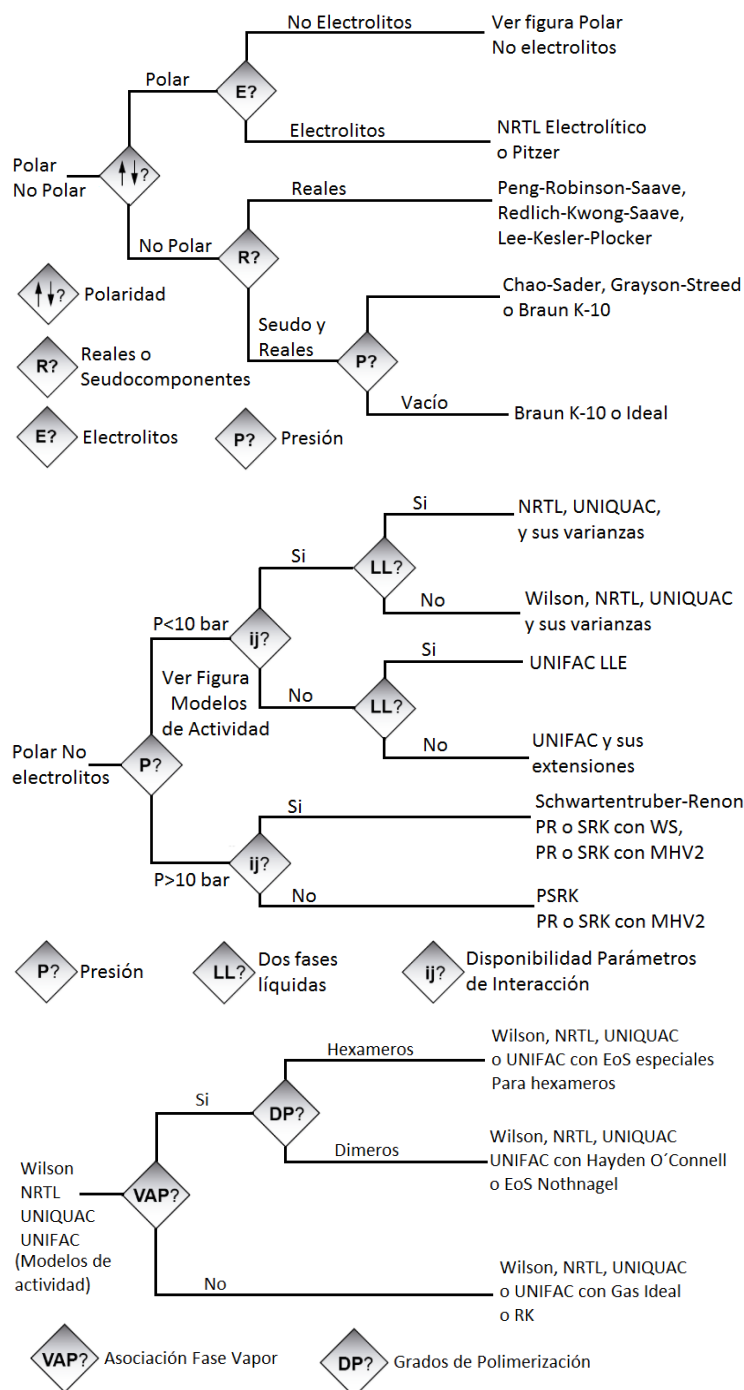 No Electrolitos
Ver figura Polar
No electrolitos
Polar
E?
Electrolitos
NRTL Electrolítico
o Pitzer
Polar
No Polar
?
Reales
Peng-Robinson-Saave,
Redlich-Kwong-Saave,
Lee-Kesler-Plocker
No Polar
R?
? Polaridad
Chao-Sader, Grayson-Streed
o Braun K-10
Seudo y
Reales
P?
R? Reales o
Seudocomponentes
Vacío
Braun K-10 o Ideal
E? Electrolitos
P? Presión
Si
NRTL, UNIQUAC,
y sus varianzas
Si
LL?
No
Wilson, NRTL, UNIQUAC
y sus varianzas
P<10 bar
ij?
Si
UNIFAC LLE
Ver Figura
Modelos
de Actividad
No
LL?
No
UNIFAC y sus
extensiones
Polar No
electrolitos
P?
Si
Schwartentruber-Renon
PR o SRK con WS,
PR o SRK con MHV2
P>10 bar
ij?
No
PSRK
PR o SRK con MHV2
P? Presión
LL? Dos fases
líquidas
ij? Disponibilidad Parámetros
de Interacción
Hexameros
Wilson, NRTL, UNIQUAC
o UNIFAC con EoS especiales
Para hexameros
Si
DP?
Dimeros
Wilson, NRTL, UNIQUAC
UNIFAC con Hayden O´Connell
o EoS Nothnagel
Wilson
NRTL
UNIQUAC
UNIFAC
(Modelos de
actividad)
VAP?
No
Wilson, NRTL, UNIQUAC
o UNIFAC con Gas Ideal
o RK
VAP? Asociación Fase Vapor
DP? Grados de Polimerización